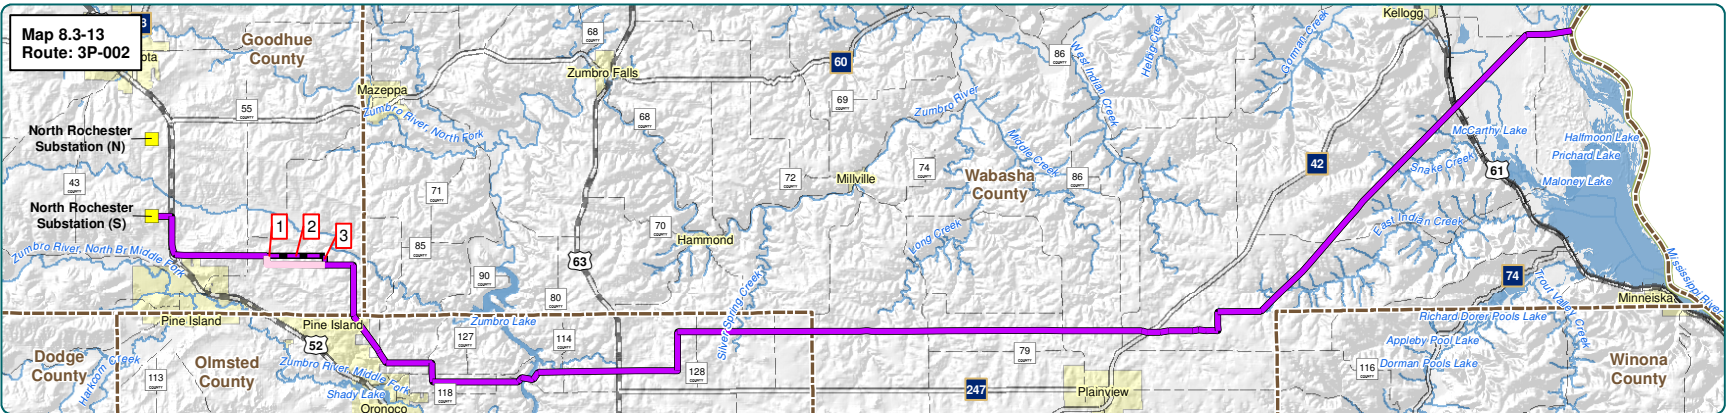 Map 8.3-13
Route: 3P-002
Goodhue
County
68
Zumbro Falls
60
86
West Indian Creek
Helbig Creek
Gorman Creek
Kellogg
Mazeppa
55
Zumbro River, North Fork
68
69
Zumbro River
Middle Creek
McCarthy Lake
Halfmoon Lake
Prichard Lake
Snake Creek
Maloney Lake
61
42
North Rochester
Substation (N)
43
71
72
Millville
74
Wabasha
County
86
North Rochester
Substation (S)
1
2
3
85
70
Hammond
Long Creek
East Indian Creek
Zumbro River, North Br Middle Fork
63
90
80
Silver Spring Creek
74
Trout Valley Creek
Mississippi River
Minneiska
Pine Island
Pine Island
Zumbro Lake
Richard Dorer Pools Lake
52
127
114
79
Appleby Pool Lake
Dodge
County
Harkcom Creek
Olmsted
County
113
Zumbro River, Middle Fork
Shady Lake
Oronoco
118
128
247
Plainview
116
Dorman Pools Lake
Winona
County